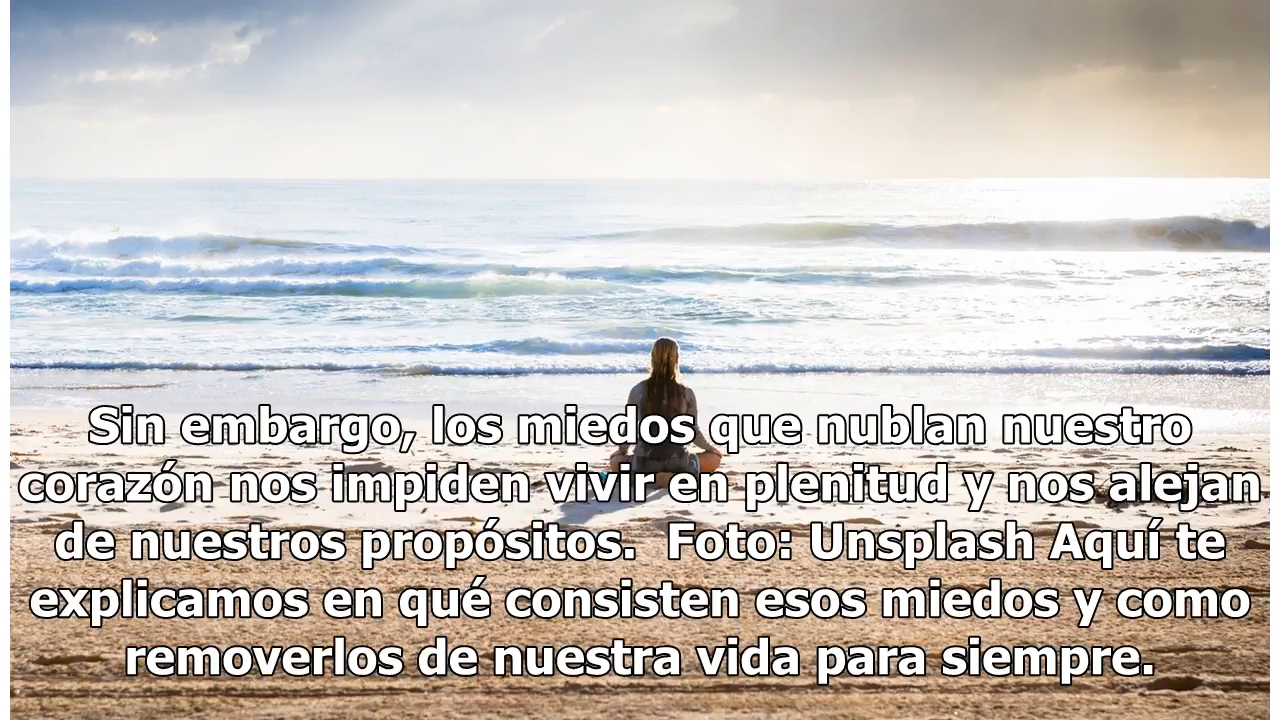 Sin embargo, los miedos que nublan nuestro
corazón nos impiden vivir en plenitud y nos alejan
de nuestros propósitos.  Foto: Unsplash Aquí te
explicamos en qué consisten esos miedos y como
removerlos de nuestra vida para siempre.